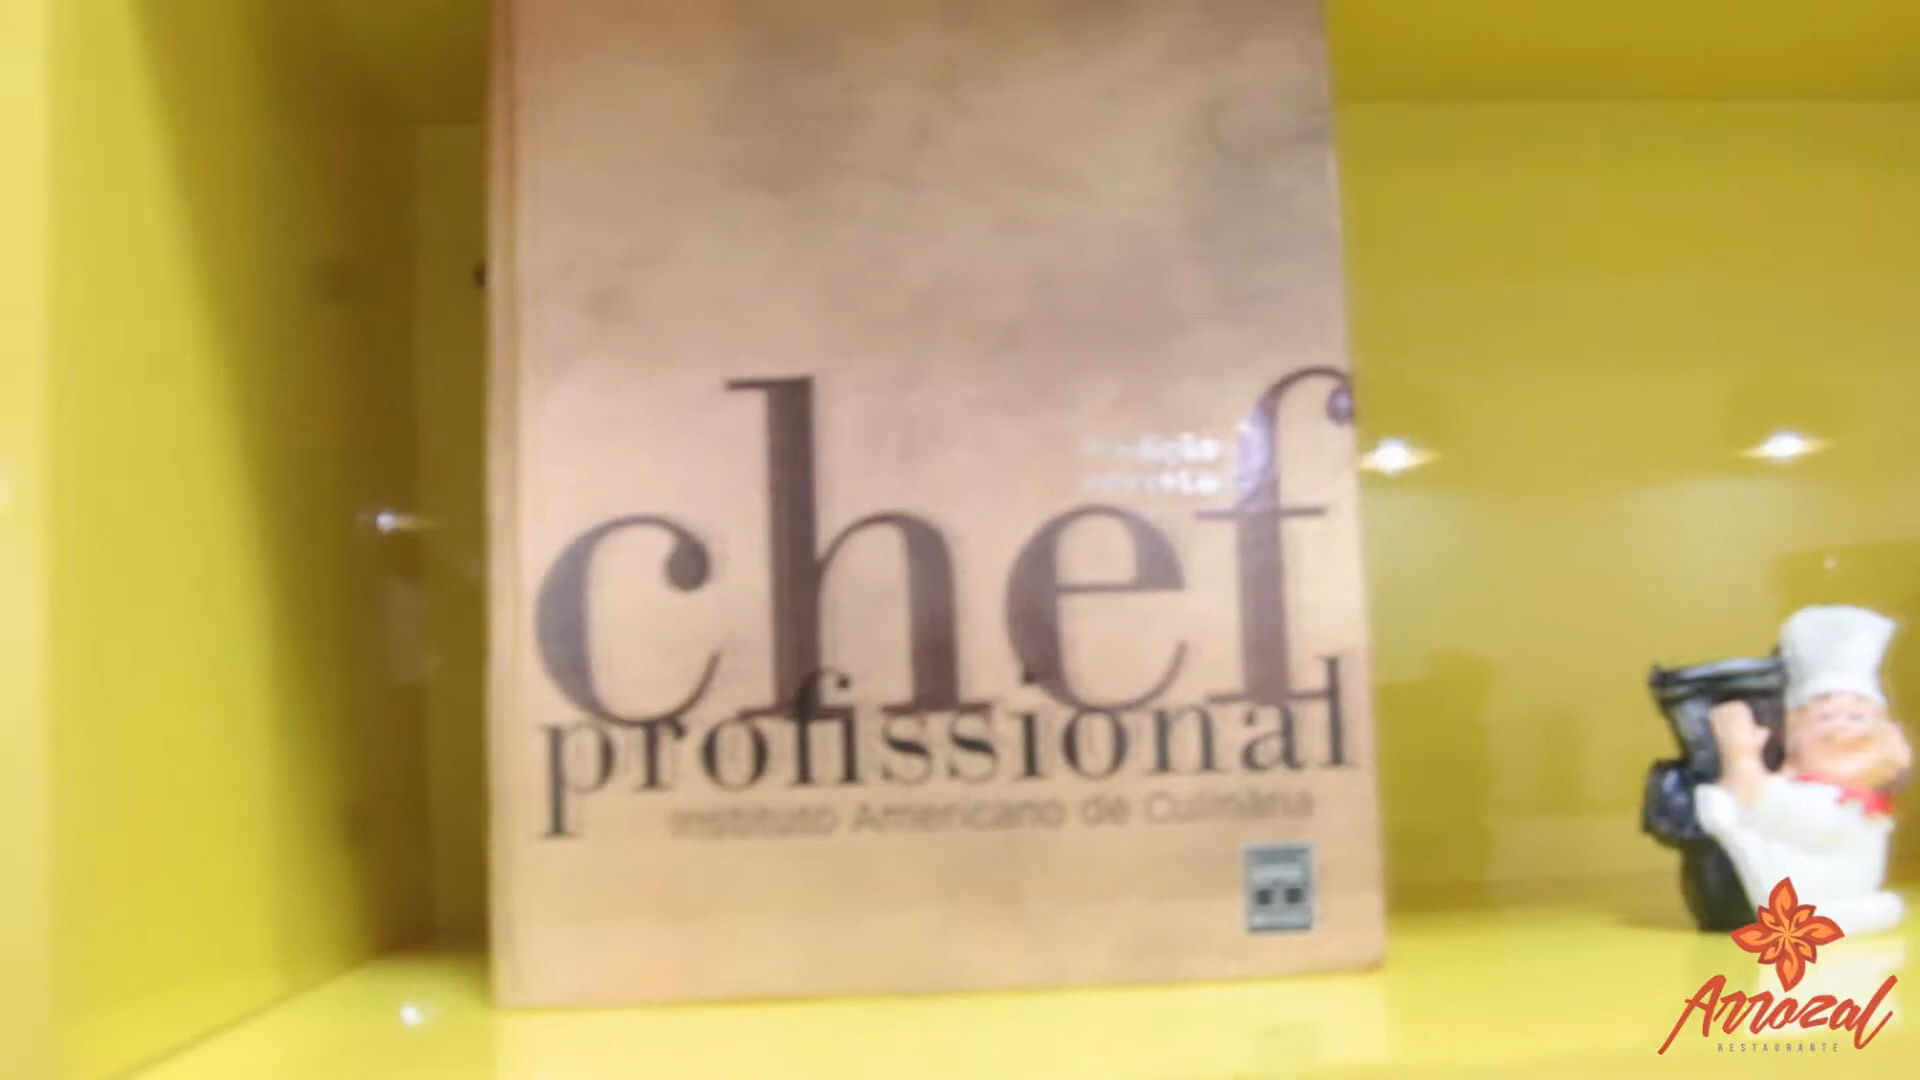 chef
profissional
Instituto Americano de Culinária
Arrozal
RESTAURANTE